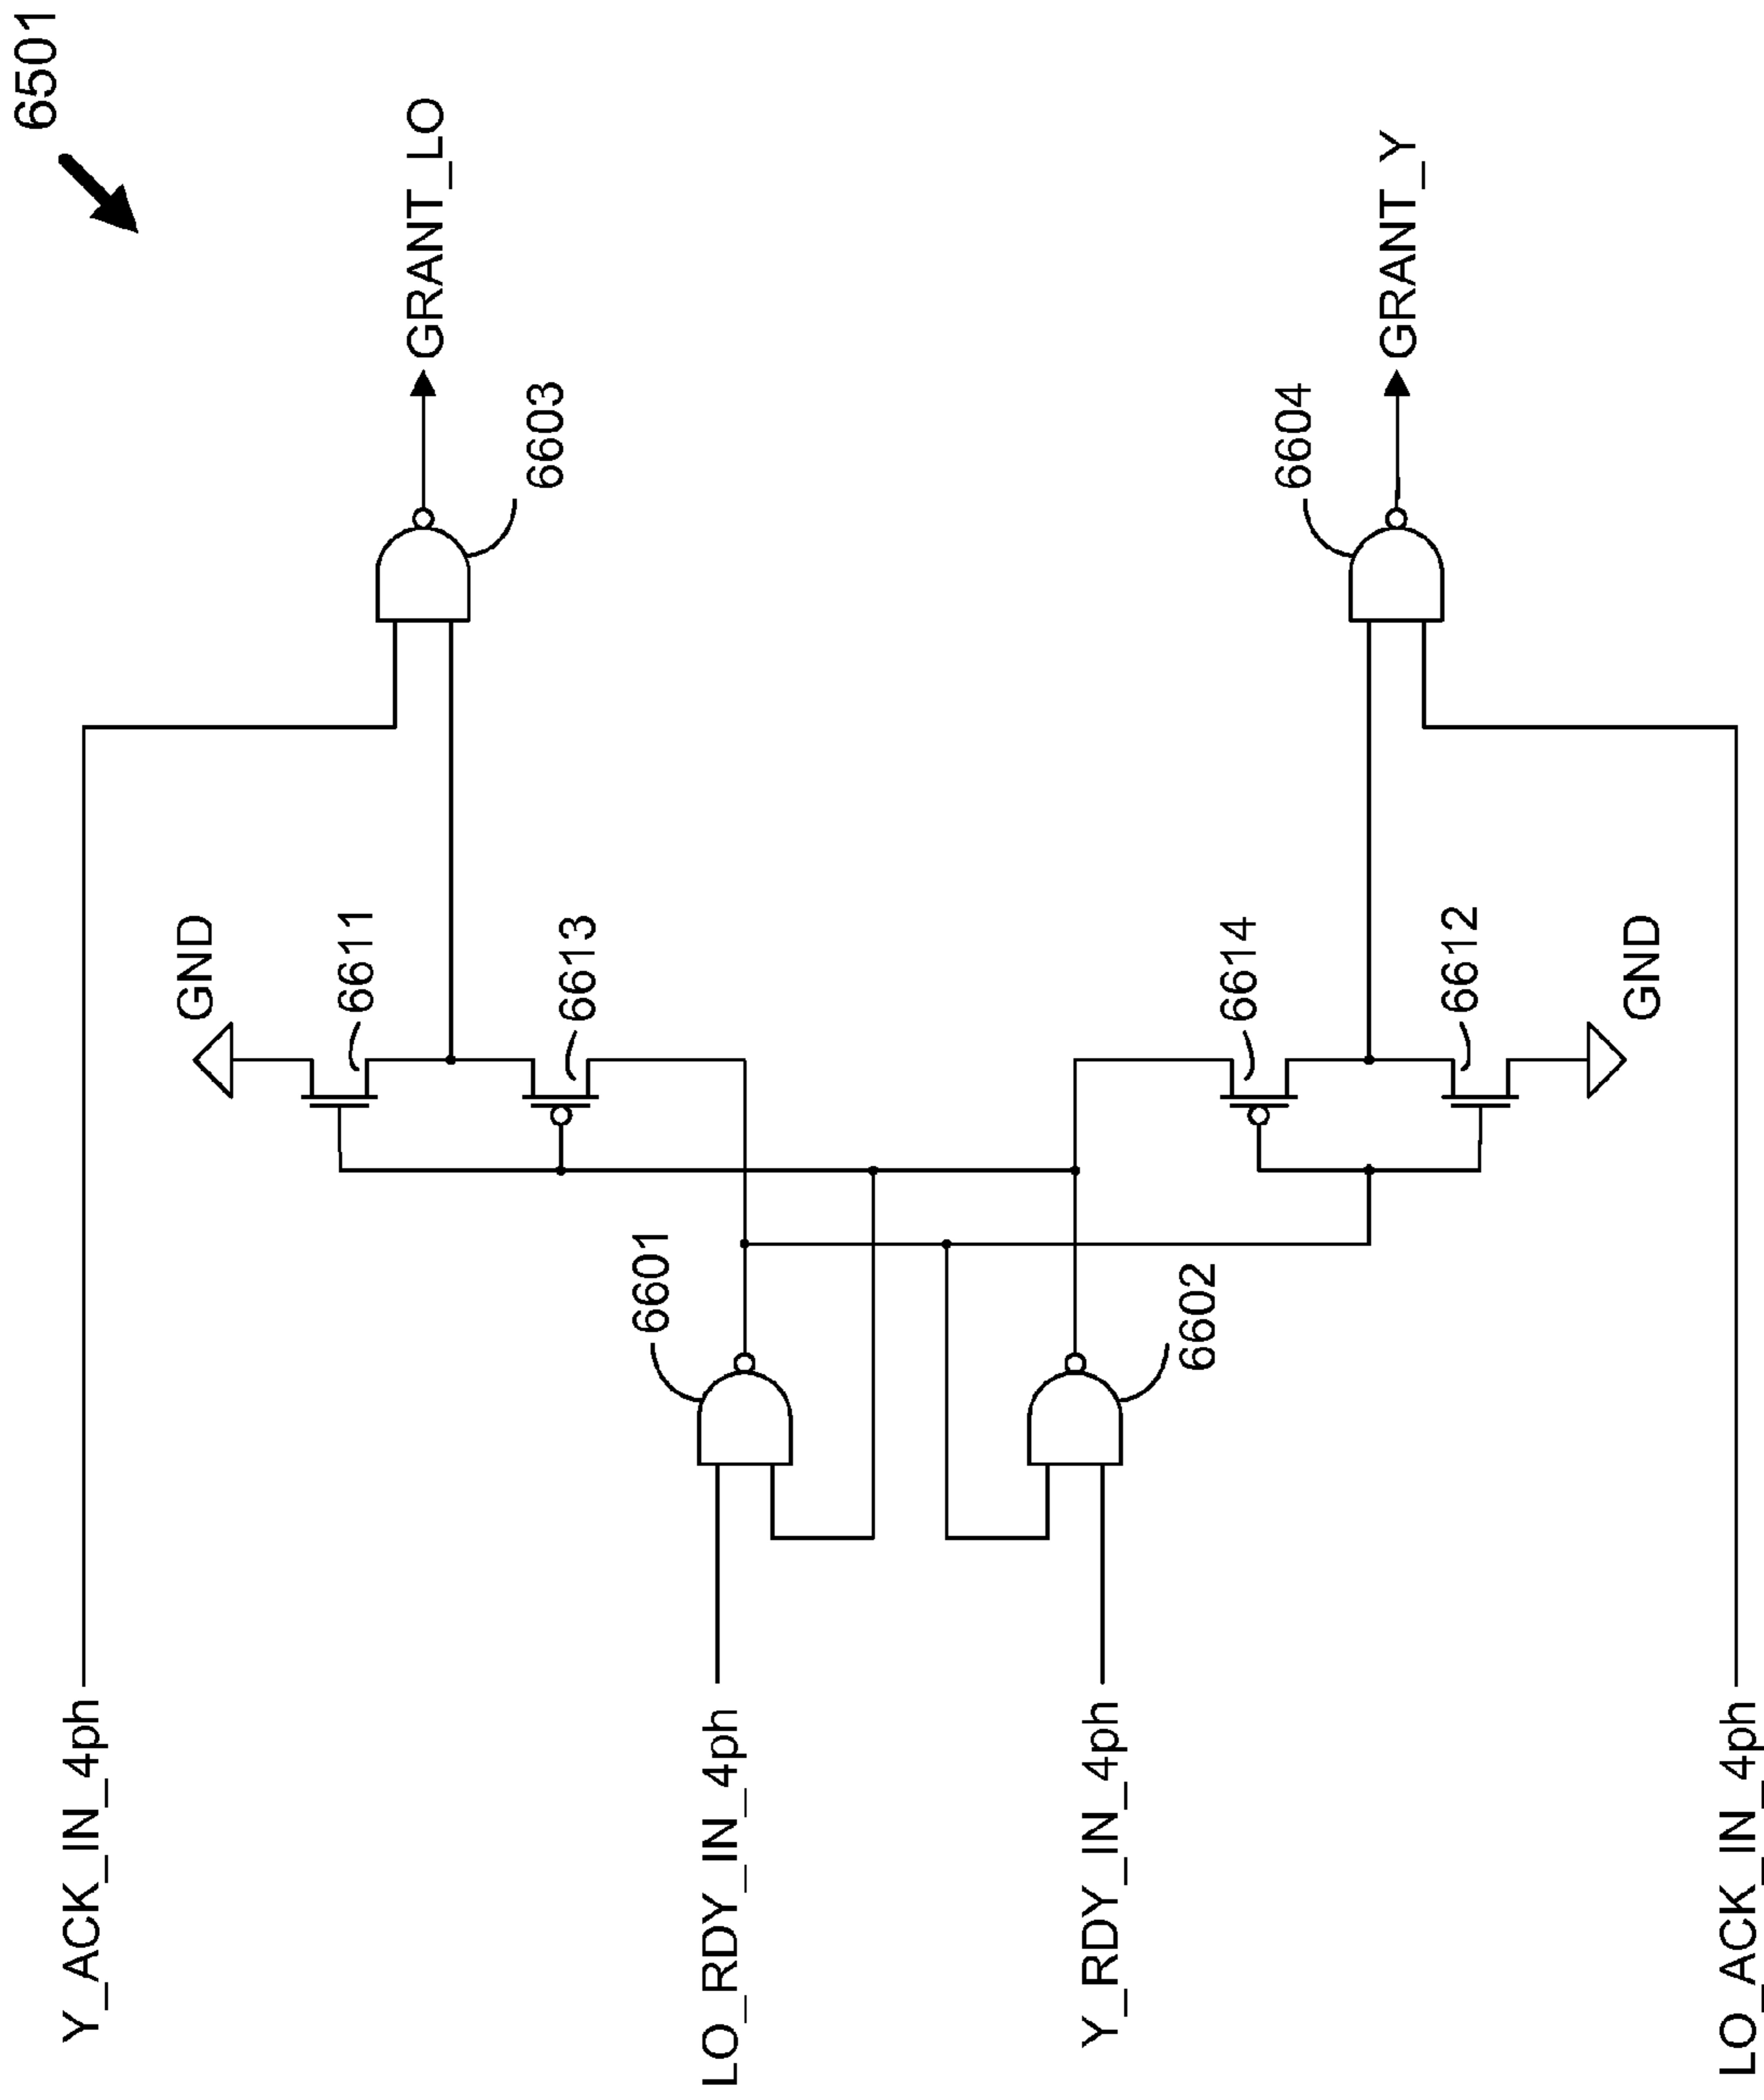 6501
Y_ACK_IN_4ph
LO_RDY_IN_4ph
Y_RDY_IN_4ph
LO_ACK_IN_4ph
6601
6602
GND
6611
6613
6614
6612
GND
6603
6604
GRANT_LO
GRANT_Y